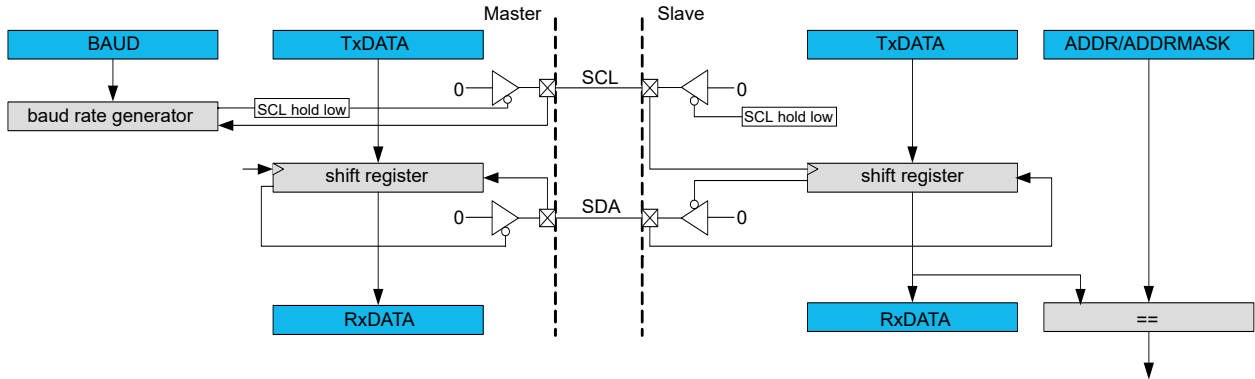 Master
Slave
BAUD
TxDATA
TxDATA
ADDR/ADDRMASK
SCL
0
0
baud rate generator
SCL hold low
SCL hold low
shift register
shift register
SDA
0
0
RxDATA
RxDATA
==